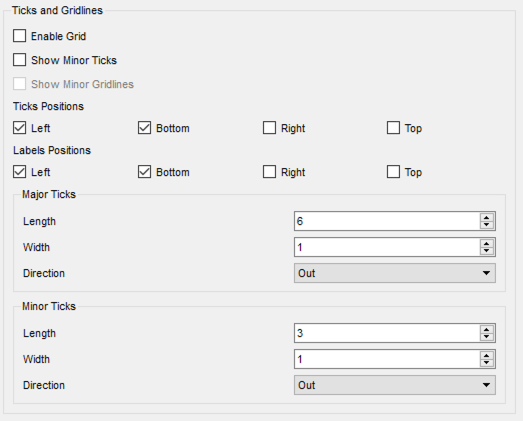 Ticks and Gridlines
Enable Grid
Show Minor Ticks
Show Minor Gridlines
Ticks Positions
Left Bottom Right Top
Labels Positions
Left Bottom Right Top
Major Ticks
Length 6
Width 1
Direction Out
Minor Ticks
Length 3
Width 1
Direction Out